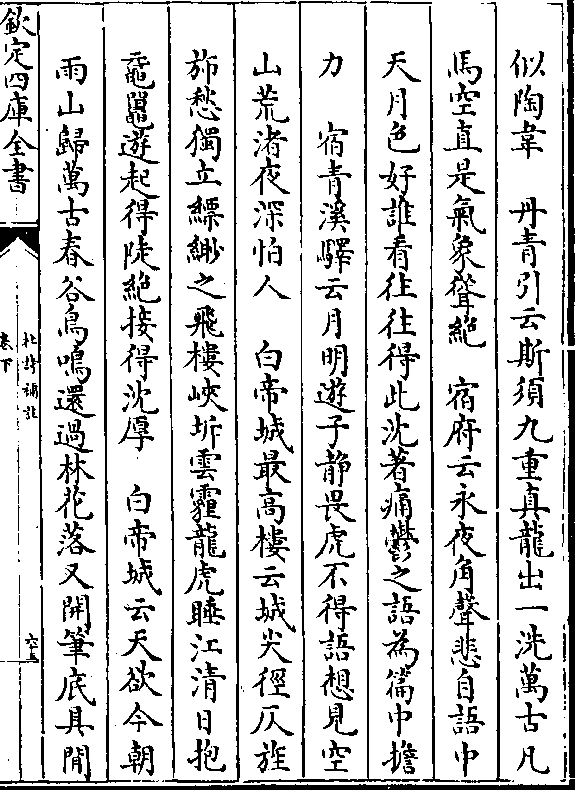 似陶韋　丹青引云斯須九重真龍出一洗萬古凡
馬空直是氣象聳絕　宿府云永夜角聲悲自語中
天月色好誰看往往得此沈著痛鬱之語為篇中擔
力　宿青溪驛云月明遊子静畏虎不得語想見空
山荒渚夜深怕人　白帝城最高樓云城尖徑仄旌
斾愁獨立縹緲之飛樓峽坼雲霾龍虎睡江清日抱
黿鼉遊起得陡絕接得沈厚　白帝城云天欲今朝
雨山歸萬古春谷鳥鳴還過林花落又開筆底具閒
欽定四庫全書
杜詩攟
卷下
六十五